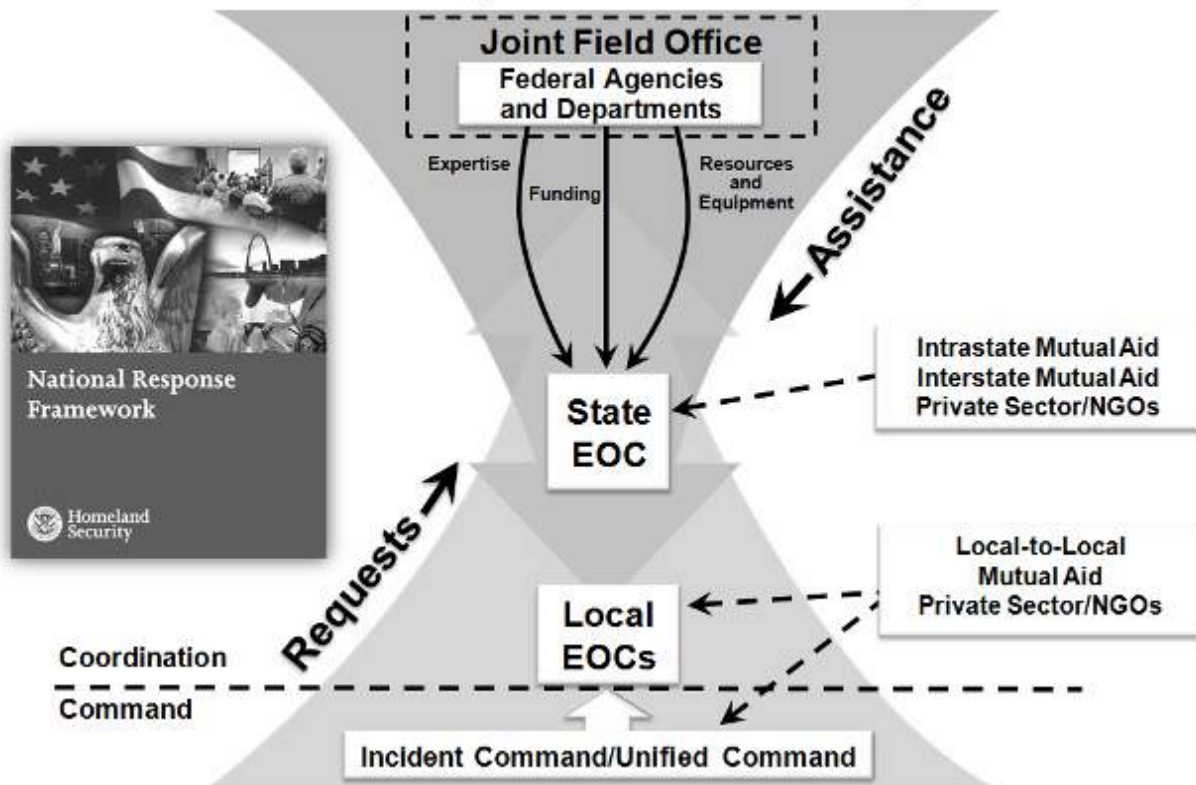 Joint Field Office
Federal Agencies
and Departments
Expertise
Funding
Resources
and
Equipment
Assistance
National Response
Framework
Homeland
Security
State
EOC
Intrastate Mutual Aid
Interstate Mutual Aid
Private Sector/NGOs
Requests
Local
EOCs
Local-to-Local
Mutual Aid
Private Sector/NGOs
Coordination
Command
Incident Command/Unified Command